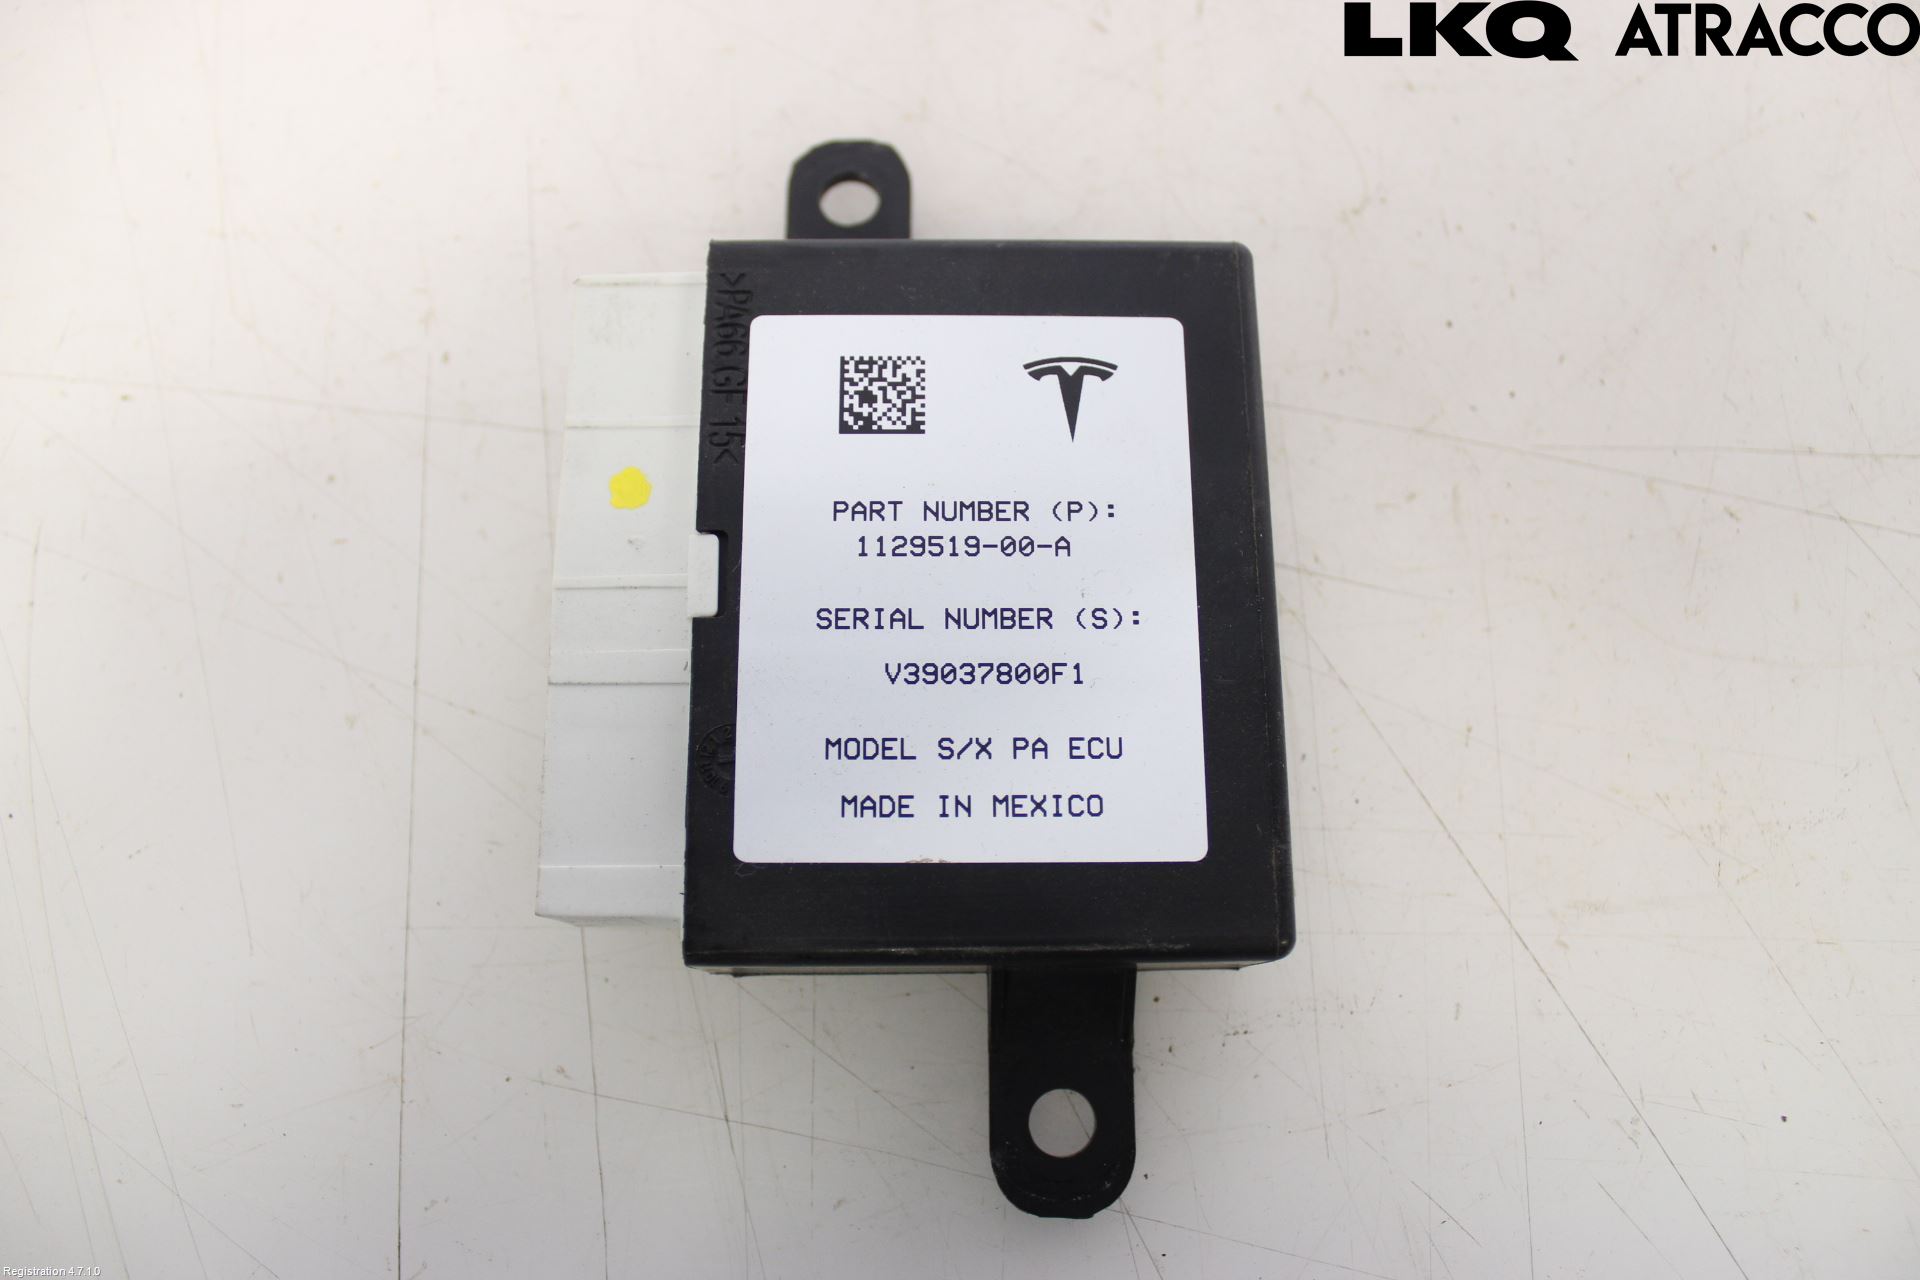 LKQ ATRACCO
>PA66 GF 15<
PART NUMBER (P):
1129519-00-A
SERIAL NUMBER (S):
V39037800F1
MODEL S/X PA ECU
MADE IN MEXICO
Registration 4.7.1.0